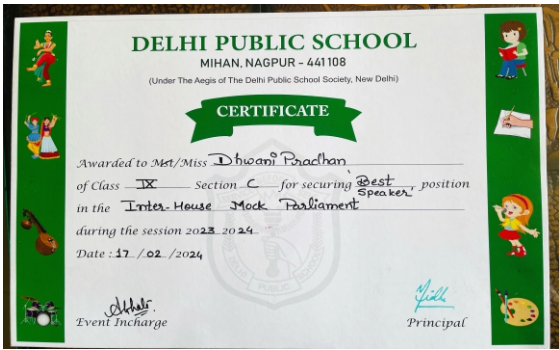 DELHI PUBLIC SCHOOL
MIHAN, NAGPUR - 441 108
(Under The Aegis of The Delhi Public School Society, New Delhi)
CERTIFICATE
Awarded to Mst/Miss Dhwani Pradhan
of Class IX Section C for securing Best Speaker, position
in the Inter-House Mock Parliament
during the session 2023 2024
Date : 17 / 02 / 2024
Event Incharge Principal